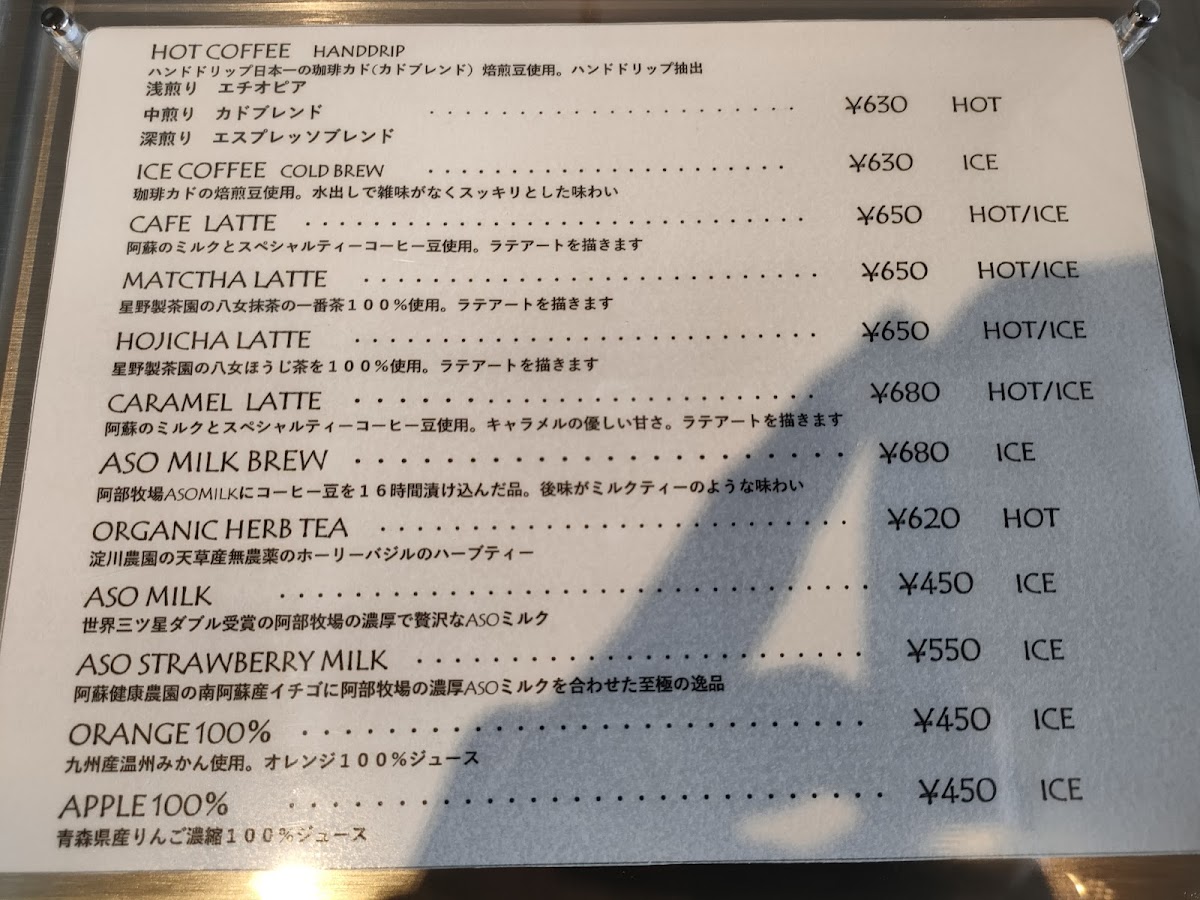 HOT COFFEE HANDDRIP
ハンドドリップ日本一の珈琲カド(カドブレンド) 焙煎豆使用。ハンドドリップ抽出
浅煎り エチオピア
中煎り カドブレンド ¥630 HOT
深煎り エスプレッソブレンド
ICE COFFEE COLD BREW ¥630 ICE
珈琲カドの焙煎豆使用。水出しで雑味がなくスッキリとした味わい
CAFE LATTE ¥650 HOT/ICE
阿蘇のミルクとスペシャルティーコーヒー豆使用。ラテアートを描きます
MATCTHA LATTE ¥650 HOT/ICE
星野製茶園の八女抹茶の一番茶100%使用。ラテアートを描きます
HOJICHA LATTE ¥650 HOT/ICE
星野製茶園の八女ほうじ茶を100%使用。ラテアートを描きます
CARAMEL LATTE ¥680 HOT/ICE
阿蘇のミルクとスペシャルティーコーヒー豆使用。キャラメルの優しい甘さ。ラテアートを描きます
ASO MILK BREW ¥680 ICE
阿部牧場ASOMILKにコーヒー豆を16時間漬け込んだ品。後味がミルクティーのような味わい
ORGANIC HERB TEA ¥620 HOT
淀川農園の天草産無農薬のホーリーバジルのハーブティー
ASO MILK ¥450 ICE
世界三ツ星ダブル受賞の阿部牧場の濃厚で贅沢なASOミルク
ASO STRAWBERRY MILK ¥550 ICE
阿蘇健康農園の南阿蘇産イチゴに阿部牧場の濃厚ASOミルクを合わせた至極の逸品
ORANGE 100% ¥450 ICE
九州産温州みかん使用。オレンジ100%ジュース
APPLE 100% ¥450 ICE
青森県産りんご濃縮100%ジュース